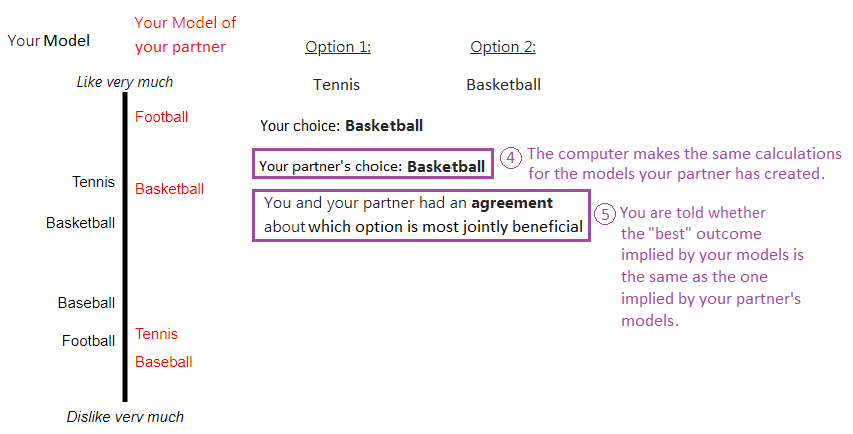 Your Model of
Your Model
your partner
Option 1:
Option 2:
Like very much
Tennis
Basketball
Football
Your choice: Basketball
Your partner's choice: Basketball
4 The computer makes the same calculations
for the models your partner has created.
Tennis
Basketball
Basketball
You and your partner had an agreement
about which option is most jointly beneficial
5 You are told whether
the "best" outcome
implied by your models is
the same as the one
implied by your partner's
models.
Baseball
Football
Tennis
Baseball
Dislike very much